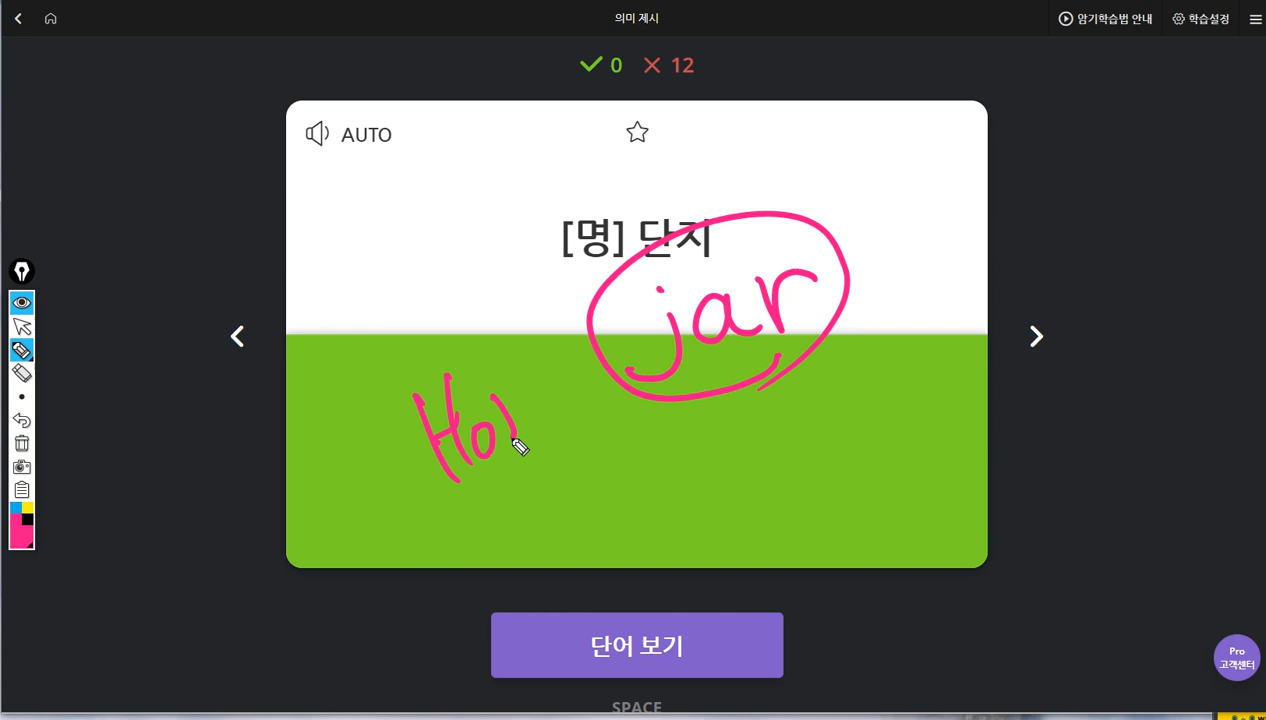 의미 제시
암기학습법 안내
학습설정
0 12
AUTO
[명] 단지
jar
단어 보기
Pro
고객센터
SPACE